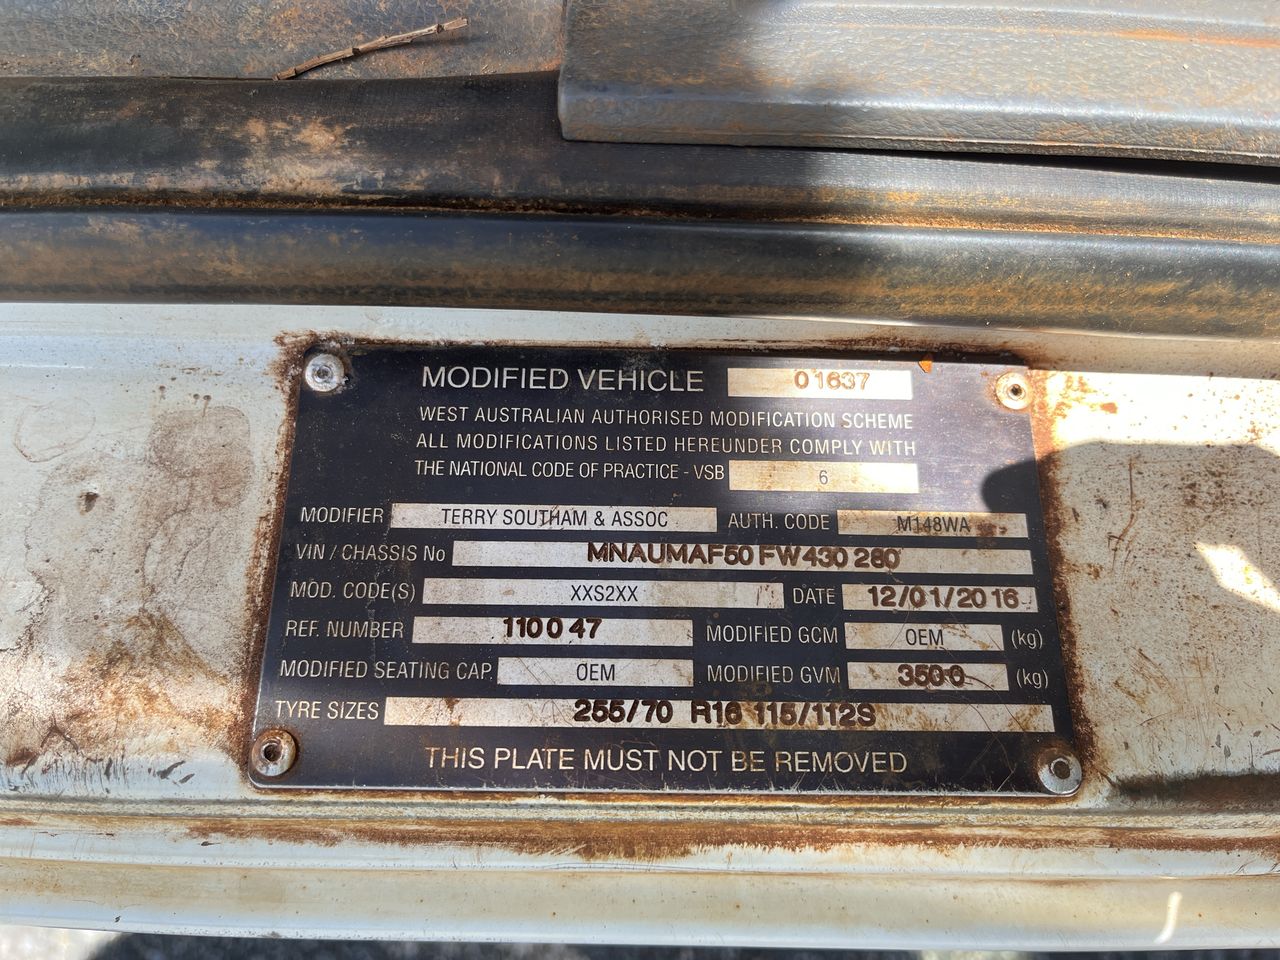 MODIFIED VEHICLE 01637
WEST AUSTRALIAN AUTHORISED MODIFICATION SCHEME
ALL MODIFICATIONS LISTED HEREUNDER COMPLY WITH
THE NATIONAL CODE OF PRACTICE - VSB 6
MODIFIER TERRY SOUTHAM & ASSOC AUTH. CODE M148WA
VIN / CHASSIS No MNAUMAF50FW430280
MOD. CODE(S) XXS2XX DATE 12/01/2016
REF. NUMBER 110047 MODIFIED GCM OEM (kg)
MODIFIED SEATING CAP. OEM MODIFIED GVM 3500 (kg)
TYRE SIZES 255/70 R16 115/112S
THIS PLATE MUST NOT BE REMOVED